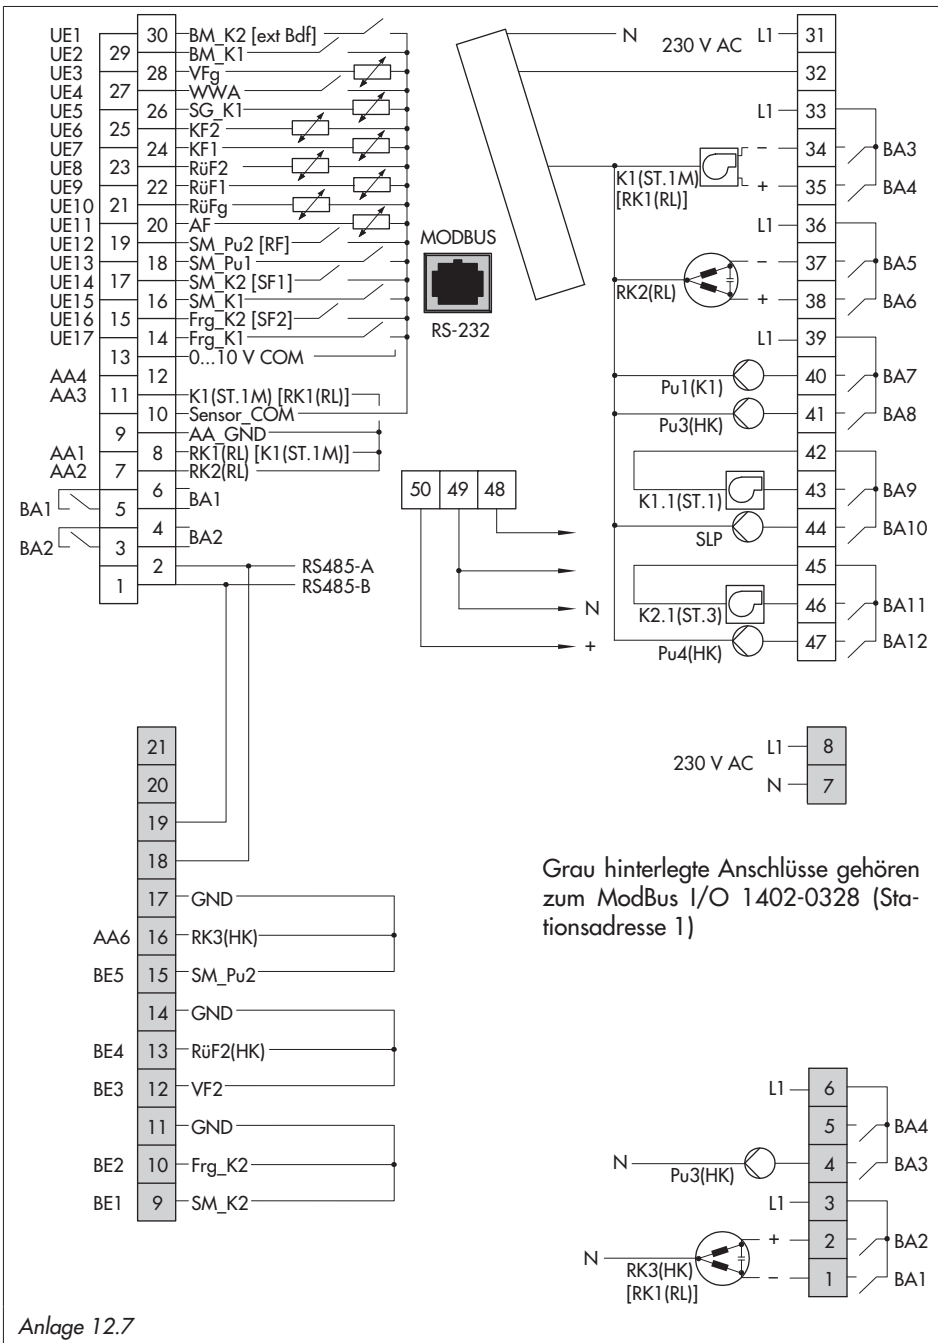 UE1 30 BM_K2 [ext Bdf]
UE2 29 BM_K1
UE3 28 VFg
UE4 27 WWA
UE5 26 SG_K1
UE6 25 KF2
UE7 24 KF1
UE8 23 RüF2
UE9 22 RüF1
UE10 21 RüFg
UE11 20 AF
UE12 19 SM_Pu2 [RF]
UE13 18 SM_Pu1
UE14 17 SM_K2 [SF1]
UE15 16 SM_K1
UE16 15 Frg_K2 [SF2]
UE17 14 Frg_K1
13 0...10 V COM
AA4 12
AA3 11 K1(ST.1M) [RK1(RL)]
10 Sensor_COM
9 AA_GND
AA1 8 RK1(RL) [K1(ST.1M)]
AA2 7 RK2(RL)
6 BA1
BA1 5
4 BA2
BA2 3
2 RS485-A
1 RS485-B
MODBUS
RS-232
N 230 V AC L1 31
32
L1 33
K1(ST.1M) – 34 BA3
[RK1(RL)] + 35 BA4
L1 36
– 37 BA5
RK2(RL) + 38 BA6
L1 39
Pu1(K1) 40 BA7
Pu3(HK) 41 BA8
42
K1.1(ST.1) 43 BA9
SLP 44 BA10
45
K2.1(ST.3) 46 BA11
Pu4(HK) 47 BA12
50 49 48
N
+
21
20
19
18
17 GND
AA6 16 RK3(HK)
BE5 15 SM_Pu2
14 GND
BE4 13 RüF2(HK)
BE3 12 VF2
11 GND
BE2 10 Frg_K2
BE1 9 SM_K2
230 V AC L1 8
N 7
Grau hinterlegte Anschlüsse gehören
zum ModBus I/O 1402-0328 (Sta-
tionsadresse 1)
L1 6
5 BA4
N Pu3(HK) 4 BA3
L1 3
+ 2 BA2
N RK3(HK)
[RK1(RL)] – 1 BA1
Anlage 12.7